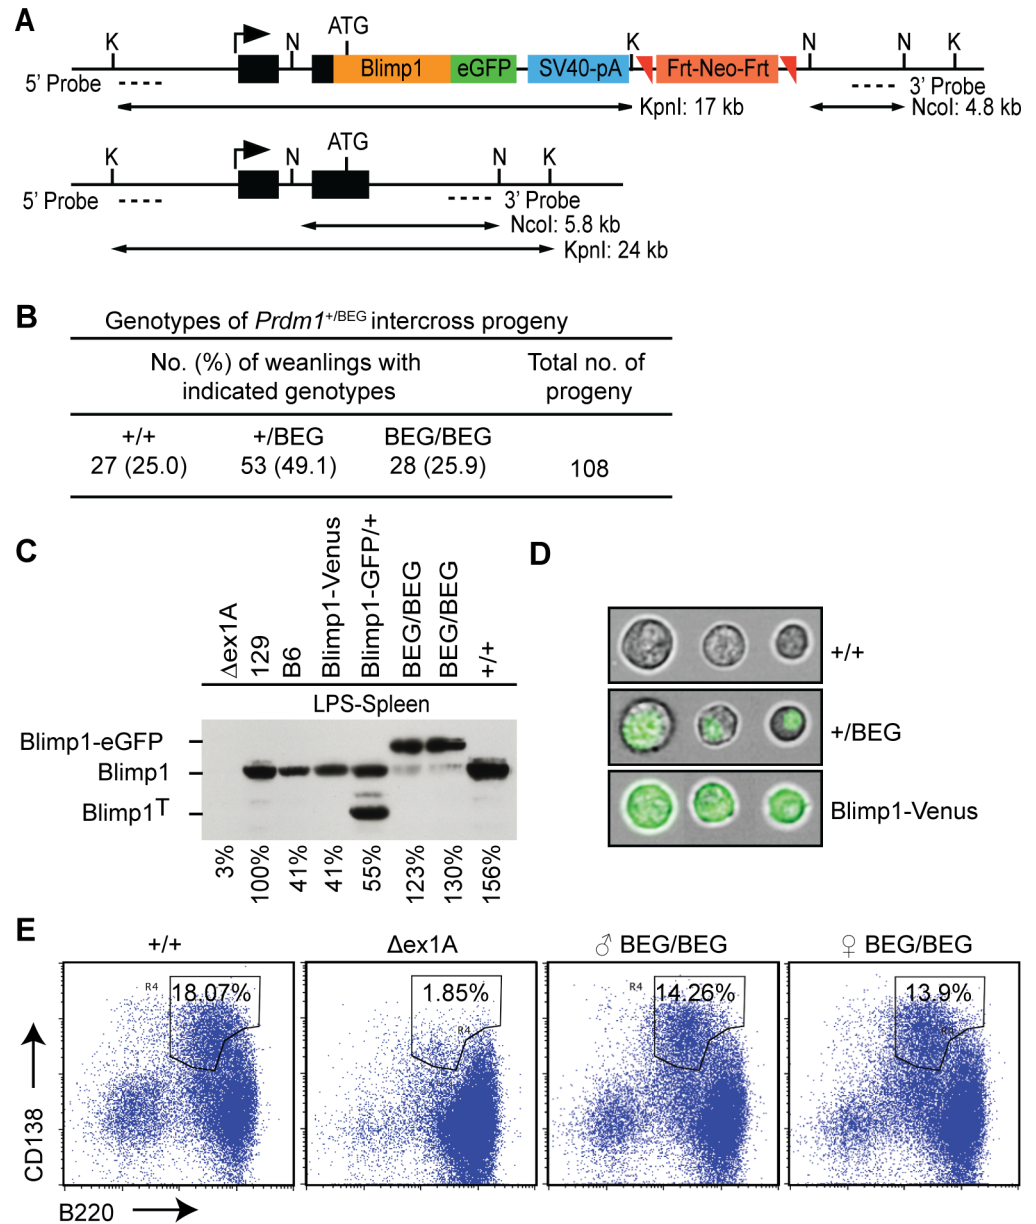 A
K N ATG K N N K
Blimp1 eGFP SV40-pA Frt-Neo-Frt
5’ Probe 3’ Probe
KpnI: 17 kb NcoI: 4.8 kb
K N ATG N K
5’ Probe 3’ Probe
NcoI: 5.8 kb
KpnI: 24 kb
B
Genotypes of Prdm1+/BEG intercross progeny
No. (%) of weanlings with indicated genotypes
Total no. of progeny
+/+ +/BEG BEG/BEG
27 (25.0) 53 (49.1) 28 (25.9) 108
C
Δex1A
129
B6
Blimp1-Venus
Blimp1-GFP/+
BEG/BEG
BEG/BEG
+/+
LPS-Spleen
Blimp1-eGFP
Blimp1
Blimp1T
3% 100% 41% 41% 55% 123% 130% 156%
D
+/+
+/BEG
Blimp1-Venus
E
+/+ Δex1A ♂ BEG/BEG ♀ BEG/BEG
R4 18.07%
1.85% R4
R4 14.26%
13.9% R4
CD138
B220